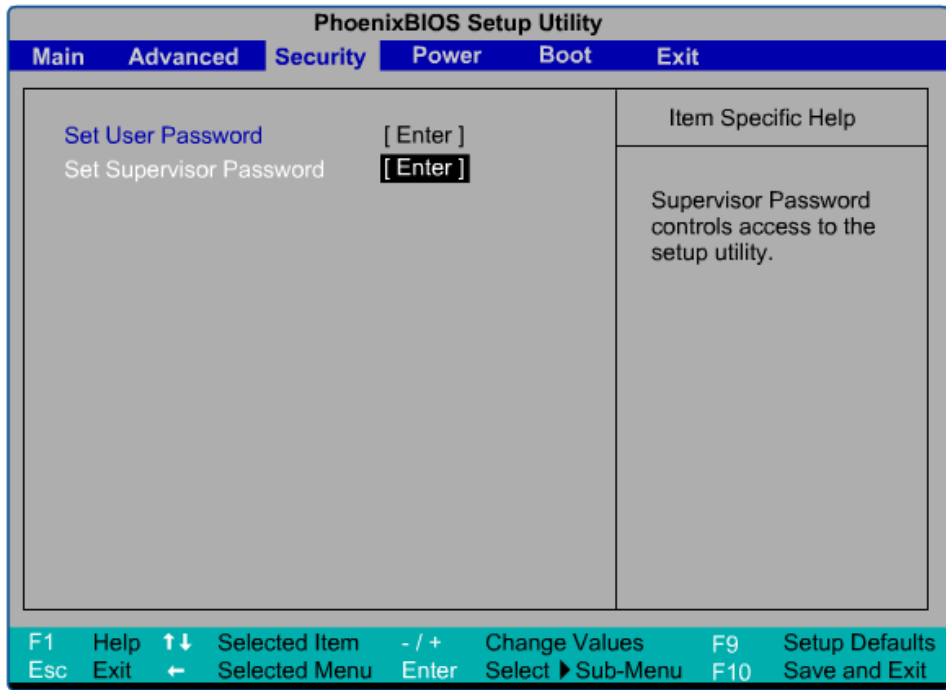 PhoenixBIOS Setup Utility
Main Advanced Security Power Boot Exit
Set User Password [ Enter ]
Set Supervisor Password [ Enter ]
Item Specific Help
Supervisor Password
controls access to the
setup utility.
F1 Help ↑↓ Selected Item - / + Change Values F9 Setup Defaults
Esc Exit ← Selected Menu Enter Select ▶ Sub-Menu F10 Save and Exit